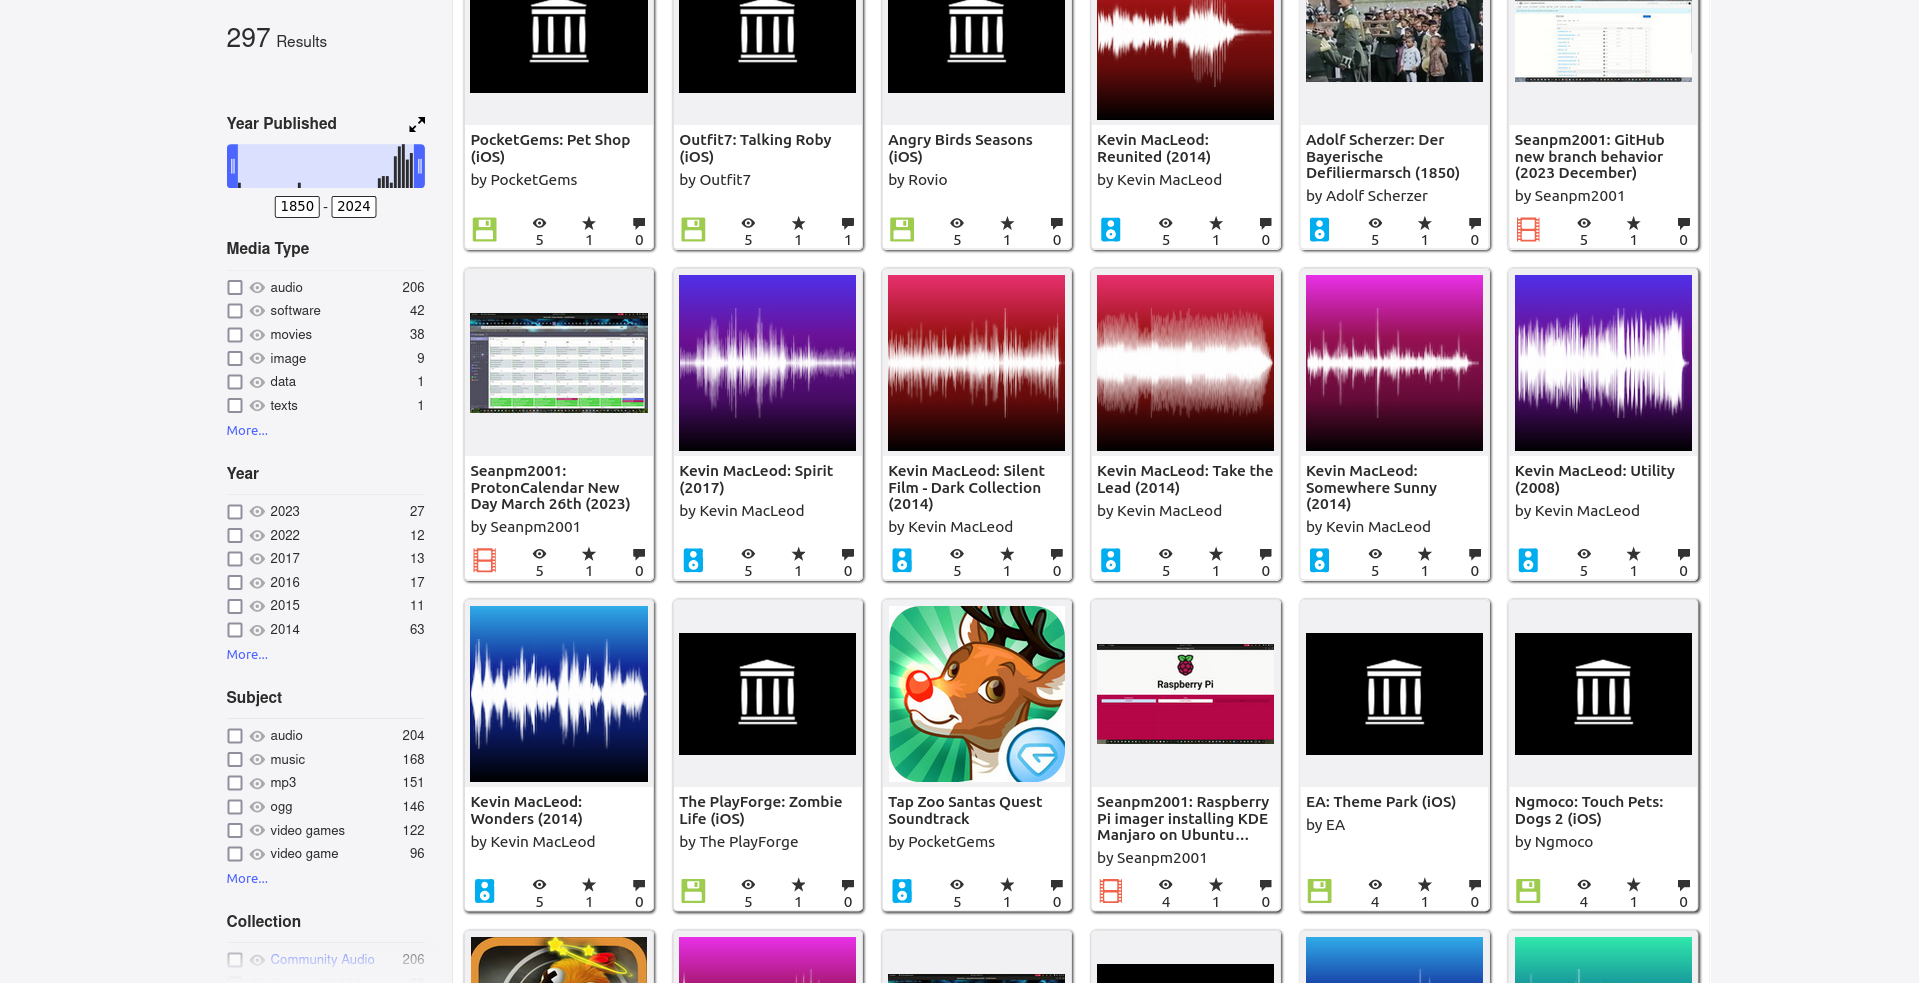 297 Results
Year Published
1850 - 2024
Media Type
audio 206
software 42
movies 38
image 9
data 1
texts 1
More...
Year
2023 27
2022 12
2017 13
2016 17
2015 11
2014 63
More...
Subject
audio 204
music 168
mp3 151
ogg 146
video games 122
video game 96
More...
Collection
Community Audio 206
PocketGems: Pet Shop
(iOS)
by PocketGems
5 1 0
Outfit7: Talking Roby
(iOS)
by Outfit7
5 1 1
Angry Birds Seasons
(iOS)
by Rovio
5 1 0
Kevin MacLeod:
Reunited (2014)
by Kevin MacLeod
5 1 0
Adolf Scherzer: Der
Bayerische
Defiliermarsch (1850)
by Adolf Scherzer
5 1 0
Seanpm2001: GitHub
new branch behavior
(2023 December)
by Seanpm2001
5 1 0
Seanpm2001:
ProtonCalendar New
Day March 26th (2023)
by Seanpm2001
5 1 0
Kevin MacLeod: Spirit
(2017)
by Kevin MacLeod
5 1 0
Kevin MacLeod: Silent
Film - Dark Collection
(2014)
by Kevin MacLeod
5 1 0
Kevin MacLeod: Take the
Lead (2014)
by Kevin MacLeod
5 1 0
Kevin MacLeod:
Somewhere Sunny
(2014)
by Kevin MacLeod
5 1 0
Kevin MacLeod: Utility
(2008)
by Kevin MacLeod
5 1 0
Kevin MacLeod:
Wonders (2014)
by Kevin MacLeod
5 1 0
The PlayForge: Zombie
Life (iOS)
by The PlayForge
5 1 0
Tap Zoo Santas Quest
Soundtrack
by PocketGems
5 1 0
Raspberry Pi
Seanpm2001: Raspberry
Pi imager installing KDE
Manjaro on Ubuntu...
by Seanpm2001
4 1 0
EA: Theme Park (iOS)
by EA
4 1 0
Ngmoco: Touch Pets:
Dogs 2 (iOS)
by Ngmoco
4 1 0